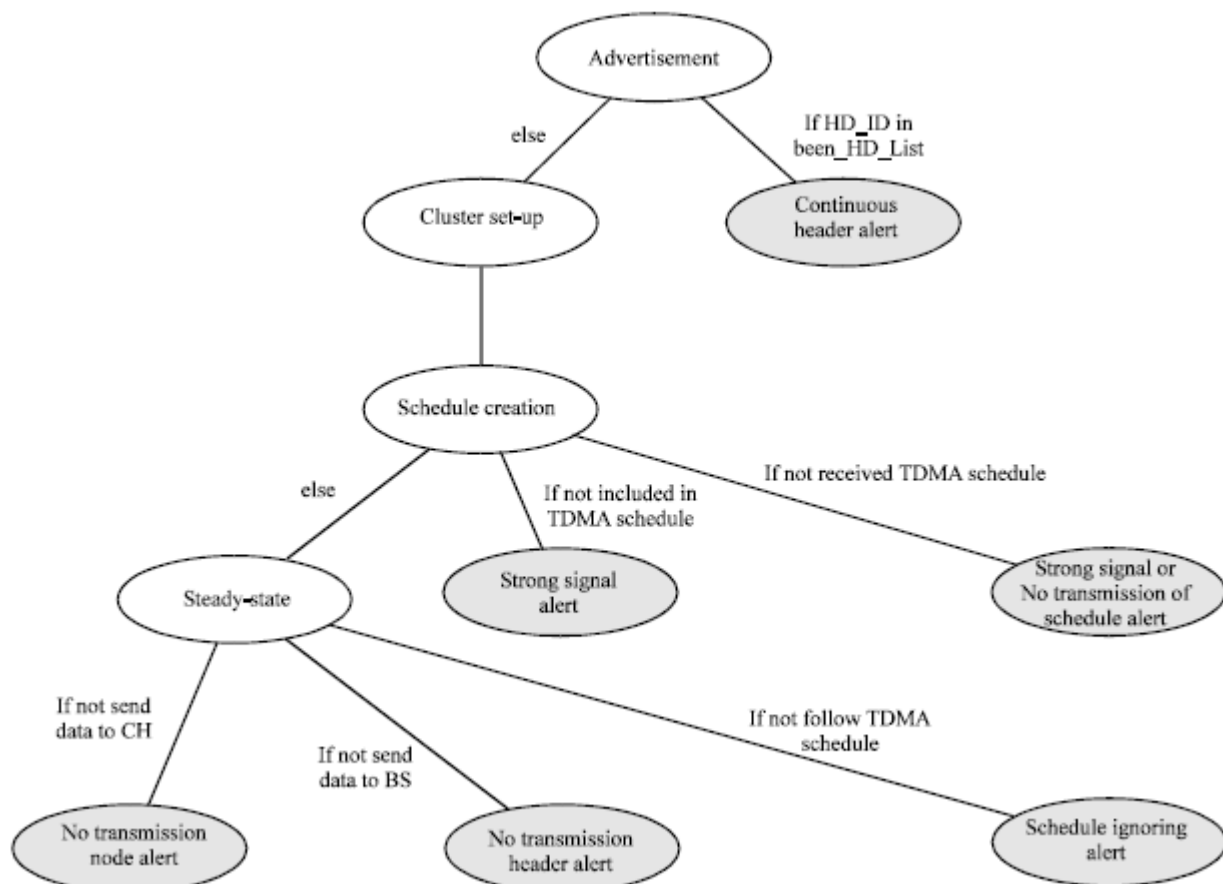 Advertisement
else
If HD_ID in
been_HD_List
Cluster set-up
Continuous
header alert
Schedule creation
else
If not included in
TDMA schedule
If not received TDMA schedule
Steady-state
Strong signal
alert
Strong signal or
No transmission of
schedule alert
If not send
data to CH
If not send
data to BS
If not follow TDMA
schedule
No transmission
node alert
No transmission
header alert
Schedule ignoring
alert